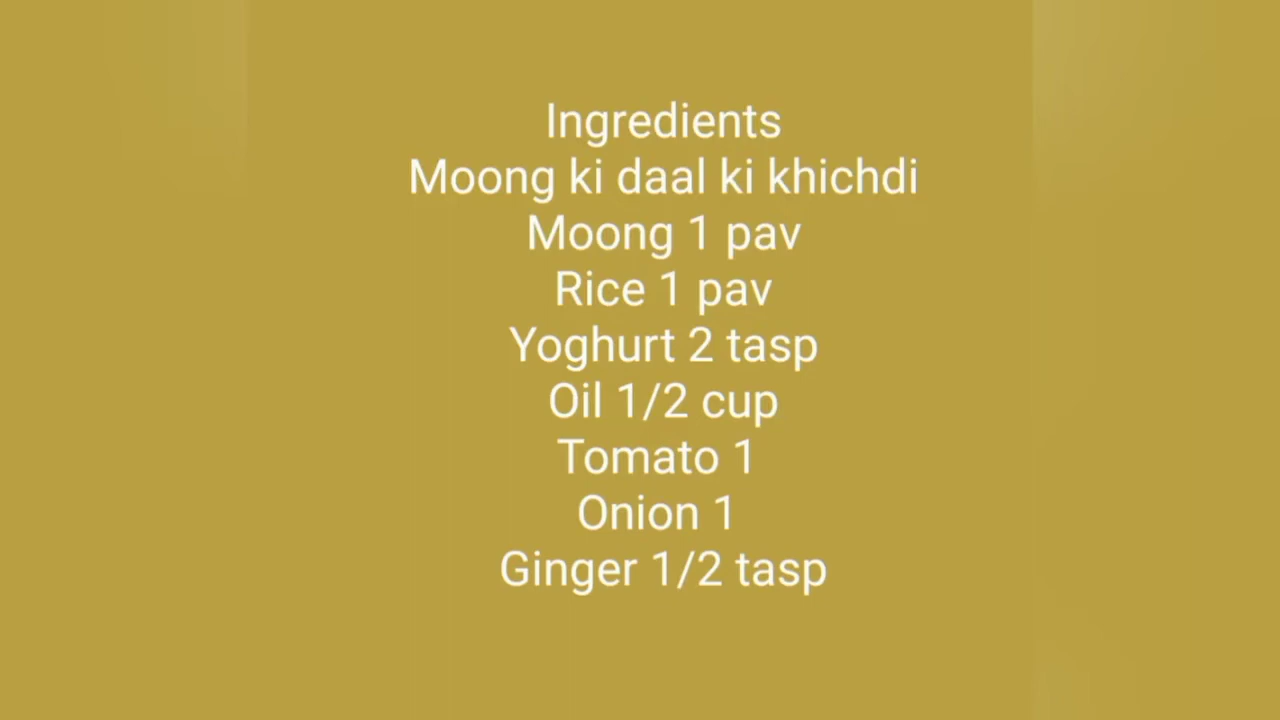 Ingredients
Moong ki daal ki khichdi
Moong 1 pav
Rice 1 pav
Yoghurt 2 tasp
Oil 1/2 cup
Tomato 1
Onion 1
Ginger 1/2 tasp